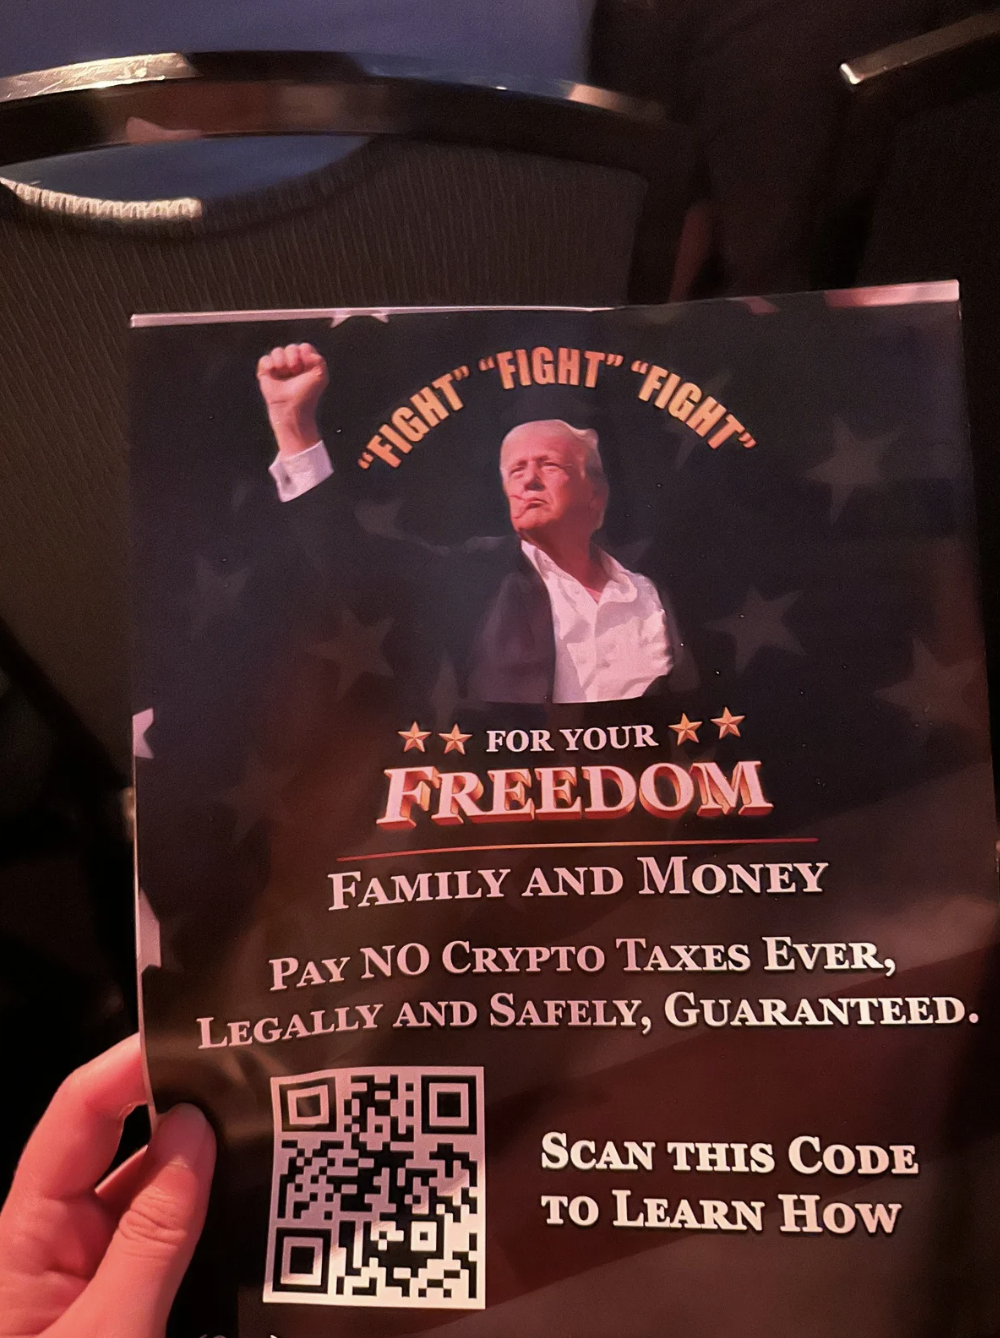 "FIGHT" "FIGHT" "FIGHT"
FOR YOUR
FREEDOM
FAMILY AND MONEY
PAY NO CRYPTO TAXES EVER,
LEGALLY AND SAFELY, GUARANTEED.
SCAN THIS CODE
TO LEARN HOW